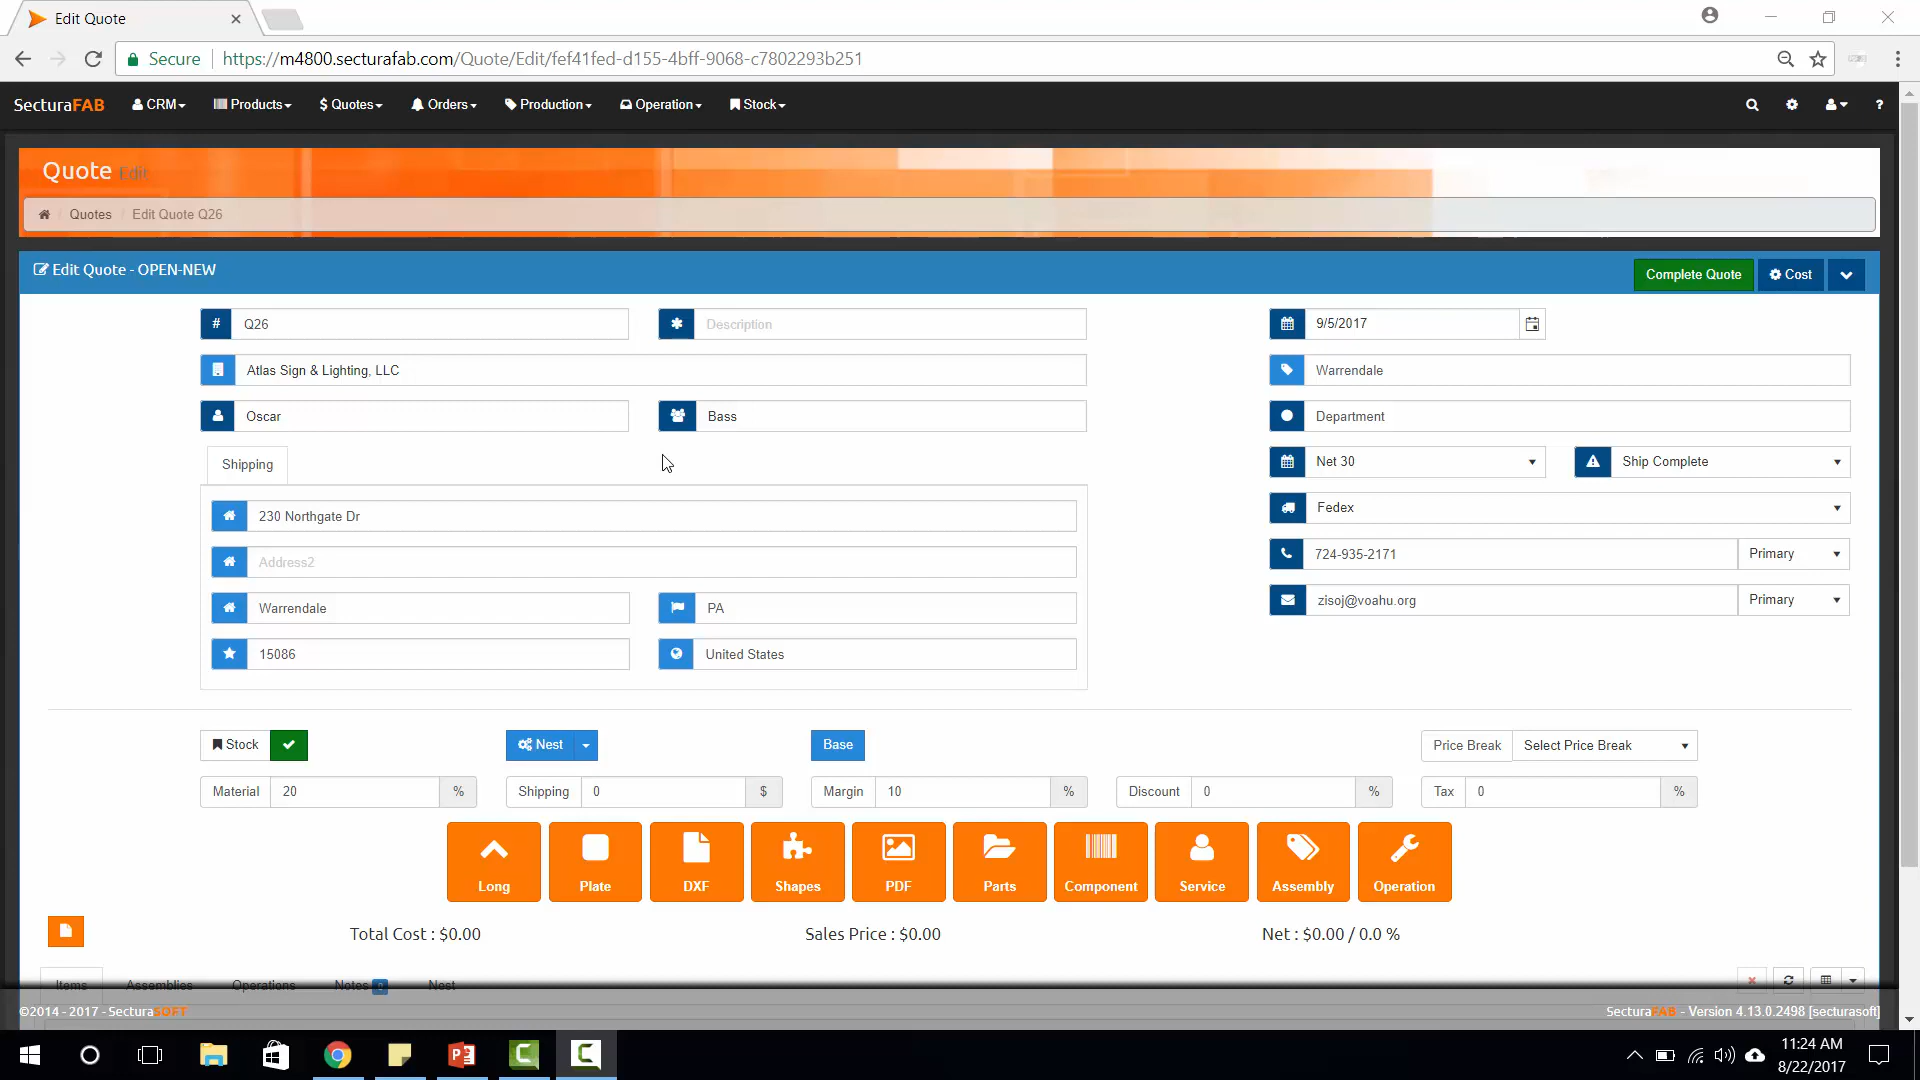 Edit Quote
Secure https://m4800.secturafab.com/Quote/Edit/fef41fed-d155-4bff-9068-c7802293b251
SecturaFAB CRM Products $ Quotes Orders Production Operation Stock ?
Quote Edit
Quotes / Edit Quote Q26
Edit Quote - OPEN-NEW Complete Quote Cost
# Q26 Description 9/5/2017
Atlas Sign & Lighting, LLC Warrendale
Oscar Bass Department
Shipping Net 30 Ship Complete
230 Northgate Dr Fedex
Address2 724-935-2171 Primary
Warrendale PA zisoj@voahu.org Primary
15086 United States
Stock Nest Base Price Break Select Price Break
Material 20 % Shipping 0 $ Margin 10 % Discount 0 % Tax 0 %
Long Plate DXF Shapes PDF Parts Component Service Assembly Operation
Total Cost : $0.00 Sales Price : $0.00 Net : $0.00 / 0.0 %
Items Assemblies Operations Notes 0 Nest
©2014 - 2017 - SecturaSOFT SecturaFAB - Version 4.13.0.2498 [securasoft]
11:24 AM
8/22/2017